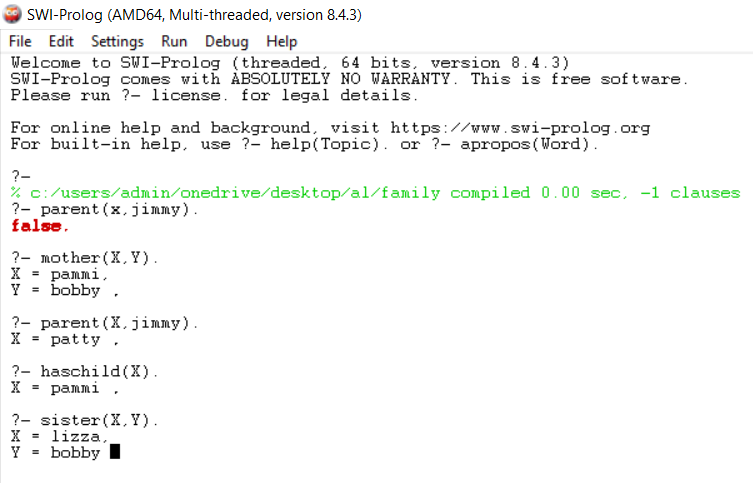 SWI-Prolog (AMD64, Multi-threaded, version 8.4.3)
File Edit Settings Run Debug Help
Welcome to SWI-Prolog (threaded, 64 bits, version 8.4.3)
SWI-Prolog comes with ABSOLUTELY NO WARRANTY. This is free software.
Please run ?- license. for legal details.
For online help and background, visit https://www.swi-prolog.org
For built-in help, use ?- help(Topic). or ?- apropos(Word).
?-
% c:/users/admin/onedrive/desktop/al/family compiled 0.00 sec, -1 clauses
?- parent(x,jimmy).
false.
?- mother(X,Y).
X = pammi,
Y = bobby .
?- parent(X,jimmy).
X = patty .
?- haschild(X).
X = pammi .
?- sister(X,Y).
X = lizza,
Y = bobby